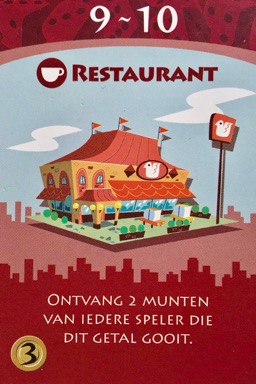 9~10
RESTAURANT
ONTVANG 2 MUNTEN
VAN IEDERE SPELER DIE
DIT GETAL GOOIT.
3